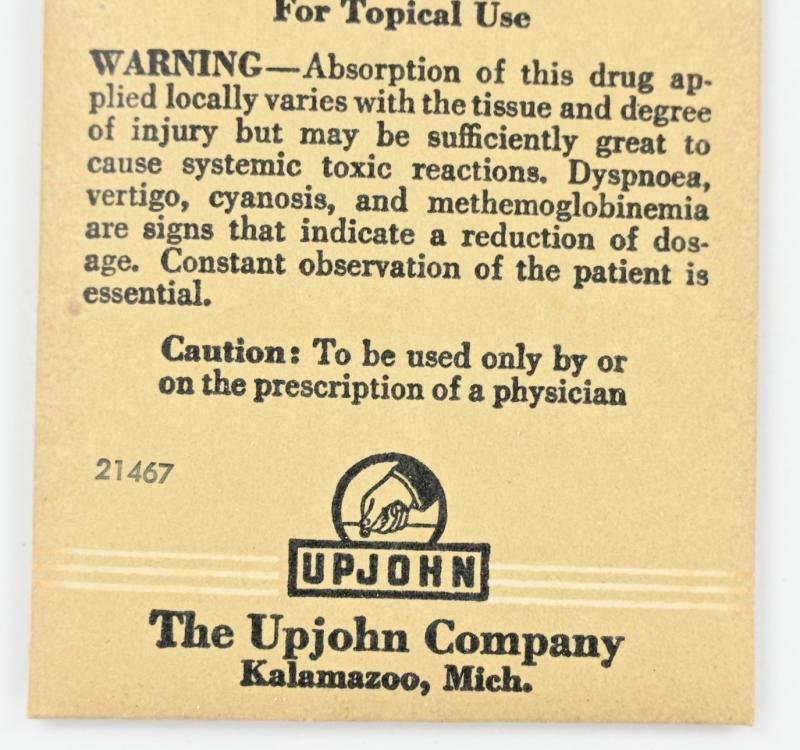 For Topical Use
WARNING—Absorption of this drug ap-
plied locally varies with the tissue and degree
of injury but may be sufficiently great to
cause systemic toxic reactions. Dyspnoea,
vertigo, cyanosis, and methemoglobinemia
are signs that indicate a reduction of dos-
age. Constant observation of the patient is
essential.
Caution: To be used only by or
on the prescription of a physician
21467
UPJOHN
The Upjohn Company
Kalamazoo, Mich.